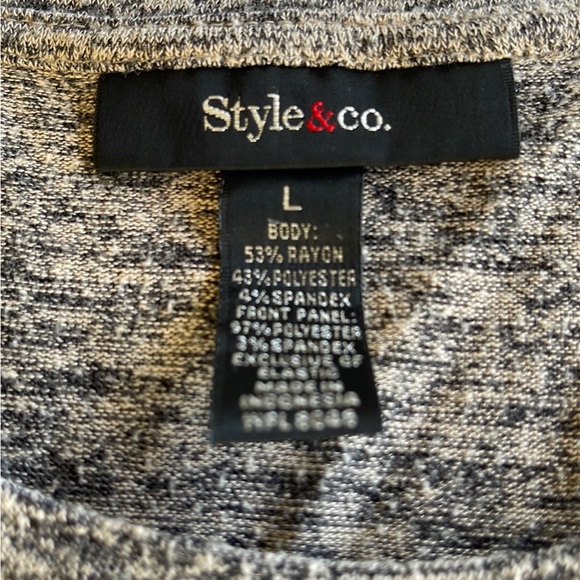 Style&co.
L
BODY:
53% RAYON
43% POLYESTER
4% SPANDEX
FRONT PANEL:
97% POLYESTER
3% SPANDEX
EXCLUSIVE OF
ELASTIC
MADE IN
INDONESIA